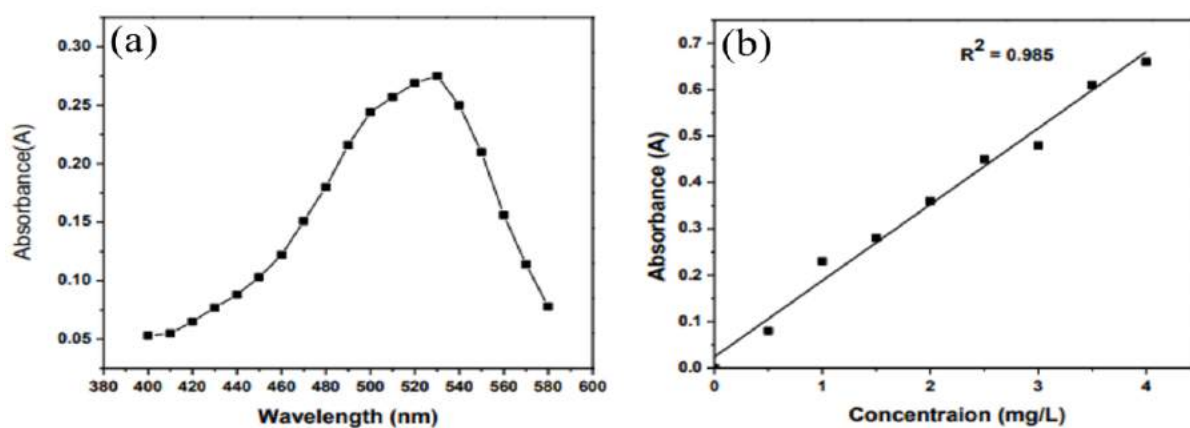 (a)
0.30
0.25
0.20
0.15
0.10
0.05
Absorbance(A)
380 400 420 440 460 480 500 520 540 560 580 600
Wavelength (nm)
(b)
R2 = 0.985
0.7
0.6
0.5
0.4
0.3
0.2
0.1
0.0
Absorbance (A)
0 1 2 3 4
Concentraion (mg/L)